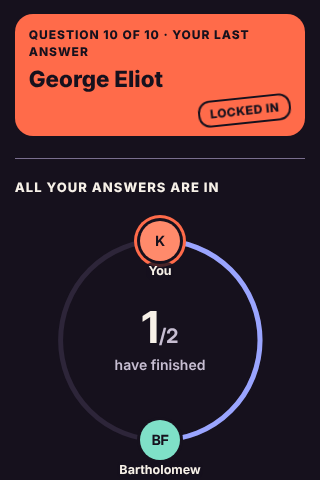 QUESTION 10 OF 10 · YOUR LAST
ANSWER
George Eliot
LOCKED IN
ALL YOUR ANSWERS ARE IN
K
You
1/2
have finished
BF
Bartholomew